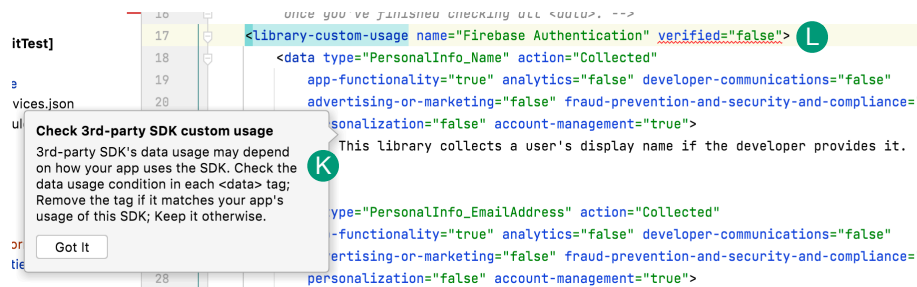 16 once you've finished checking all <data>. -->
17 <library-custom-usage name="Firebase Authentication" verified="false"> L
itTest]
18 <data type="PersonalInfo_Name" action="Collected"
19 app-functionality="true" analytics="false" developer-communications="false"
e
20 advertising-or-marketing="false" fraud-prevention-and-security-and-compliance=
vices.json
personalization="false" account-management="true">
Check 3rd-party SDK custom usage
This library collects a user's display name if the developer provides it.
3rd-party SDK's data usage may depend
on how your app uses the SDK. Check the
data usage condition in each <data> tag;
Remove the tag if it matches your app's
usage of this SDK; Keep it otherwise.
K
Got It
ype="PersonalInfo_EmailAddress" action="Collected"
-functionality="true" analytics="false" developer-communications="false"
ertising-or-marketing="false" fraud-prevention-and-security-and-compliance=
28 personalization="false" account-management="true">